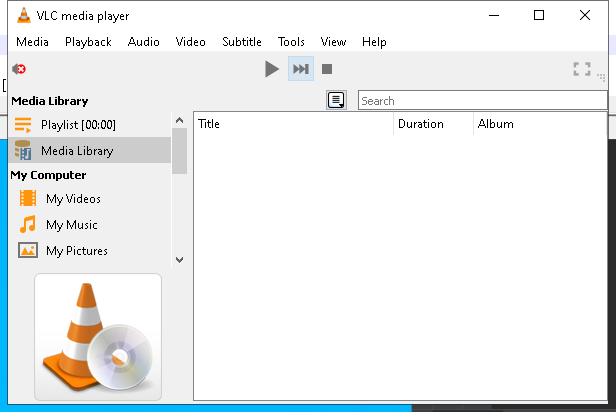 VLC media player
Media Playback Audio Video Subtitle Tools View Help
Media Library
Search
Playlist [00:00]
Title Duration Album
Media Library
My Computer
My Videos
My Music
My Pictures